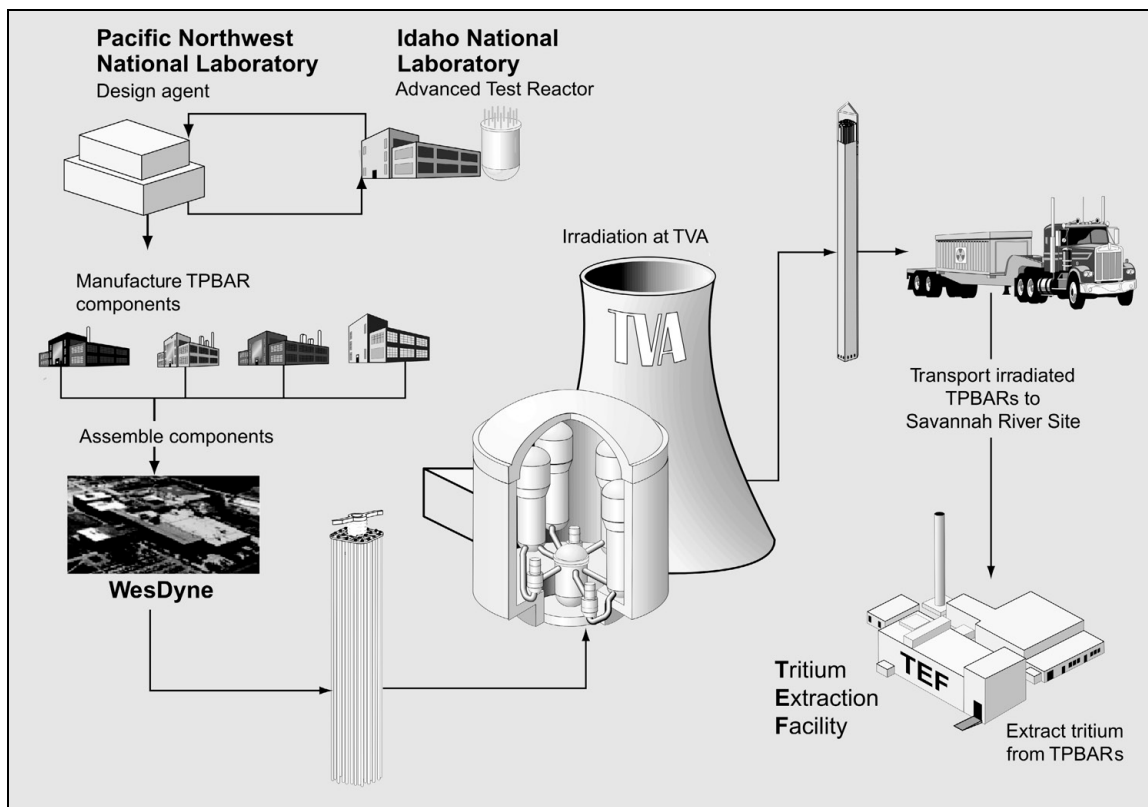 Pacific Northwest
National Laboratory
Design agent
Idaho National
Laboratory
Advanced Test Reactor
Manufacture TPBAR
components
Assemble components
WesDyne
Irradiation at TVA
TVA
Transport irradiated
TPBARs to
Savannah River Site
Tritium
Extraction
Facility
TEF
Extract tritium
from TPBARs